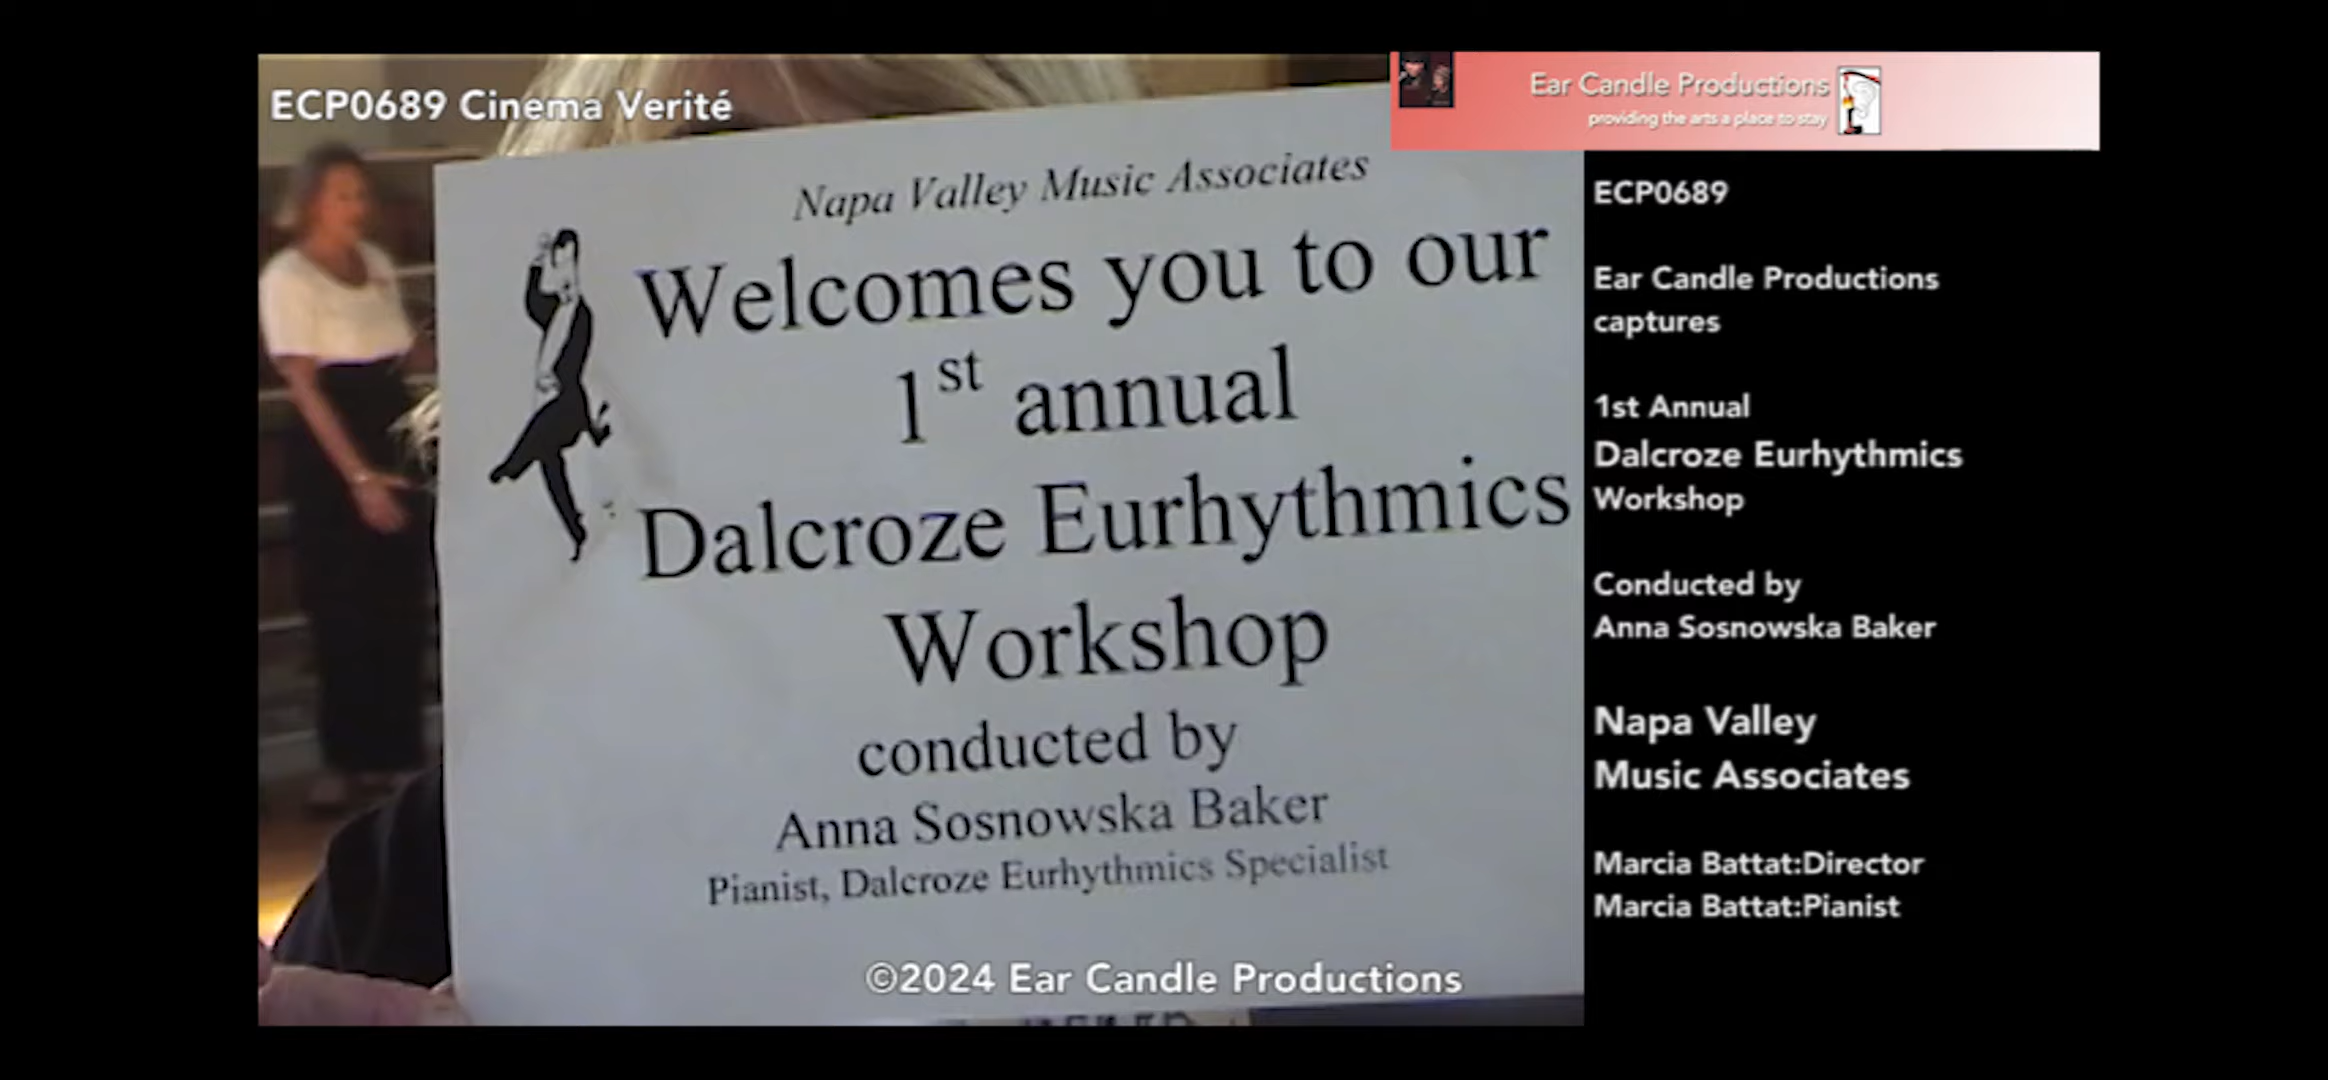 ECP0689 Cinema Verité
Ear Candle Productions
providing the arts a place to stay
Napa Valley Music Associates
Welcomes you to our
1st annual
Dalcroze Eurhythmics
Workshop
conducted by
Anna Sosnowska Baker
Pianist, Dalcroze Eurhythmics Specialist
©2024 Ear Candle Productions
ECP0689
Ear Candle Productions
captures
1st Annual
Dalcroze Eurhythmics
Workshop
Conducted by
Anna Sosnowska Baker
Napa Valley
Music Associates
Marcia Battat:Director
Marcia Battat:Pianist